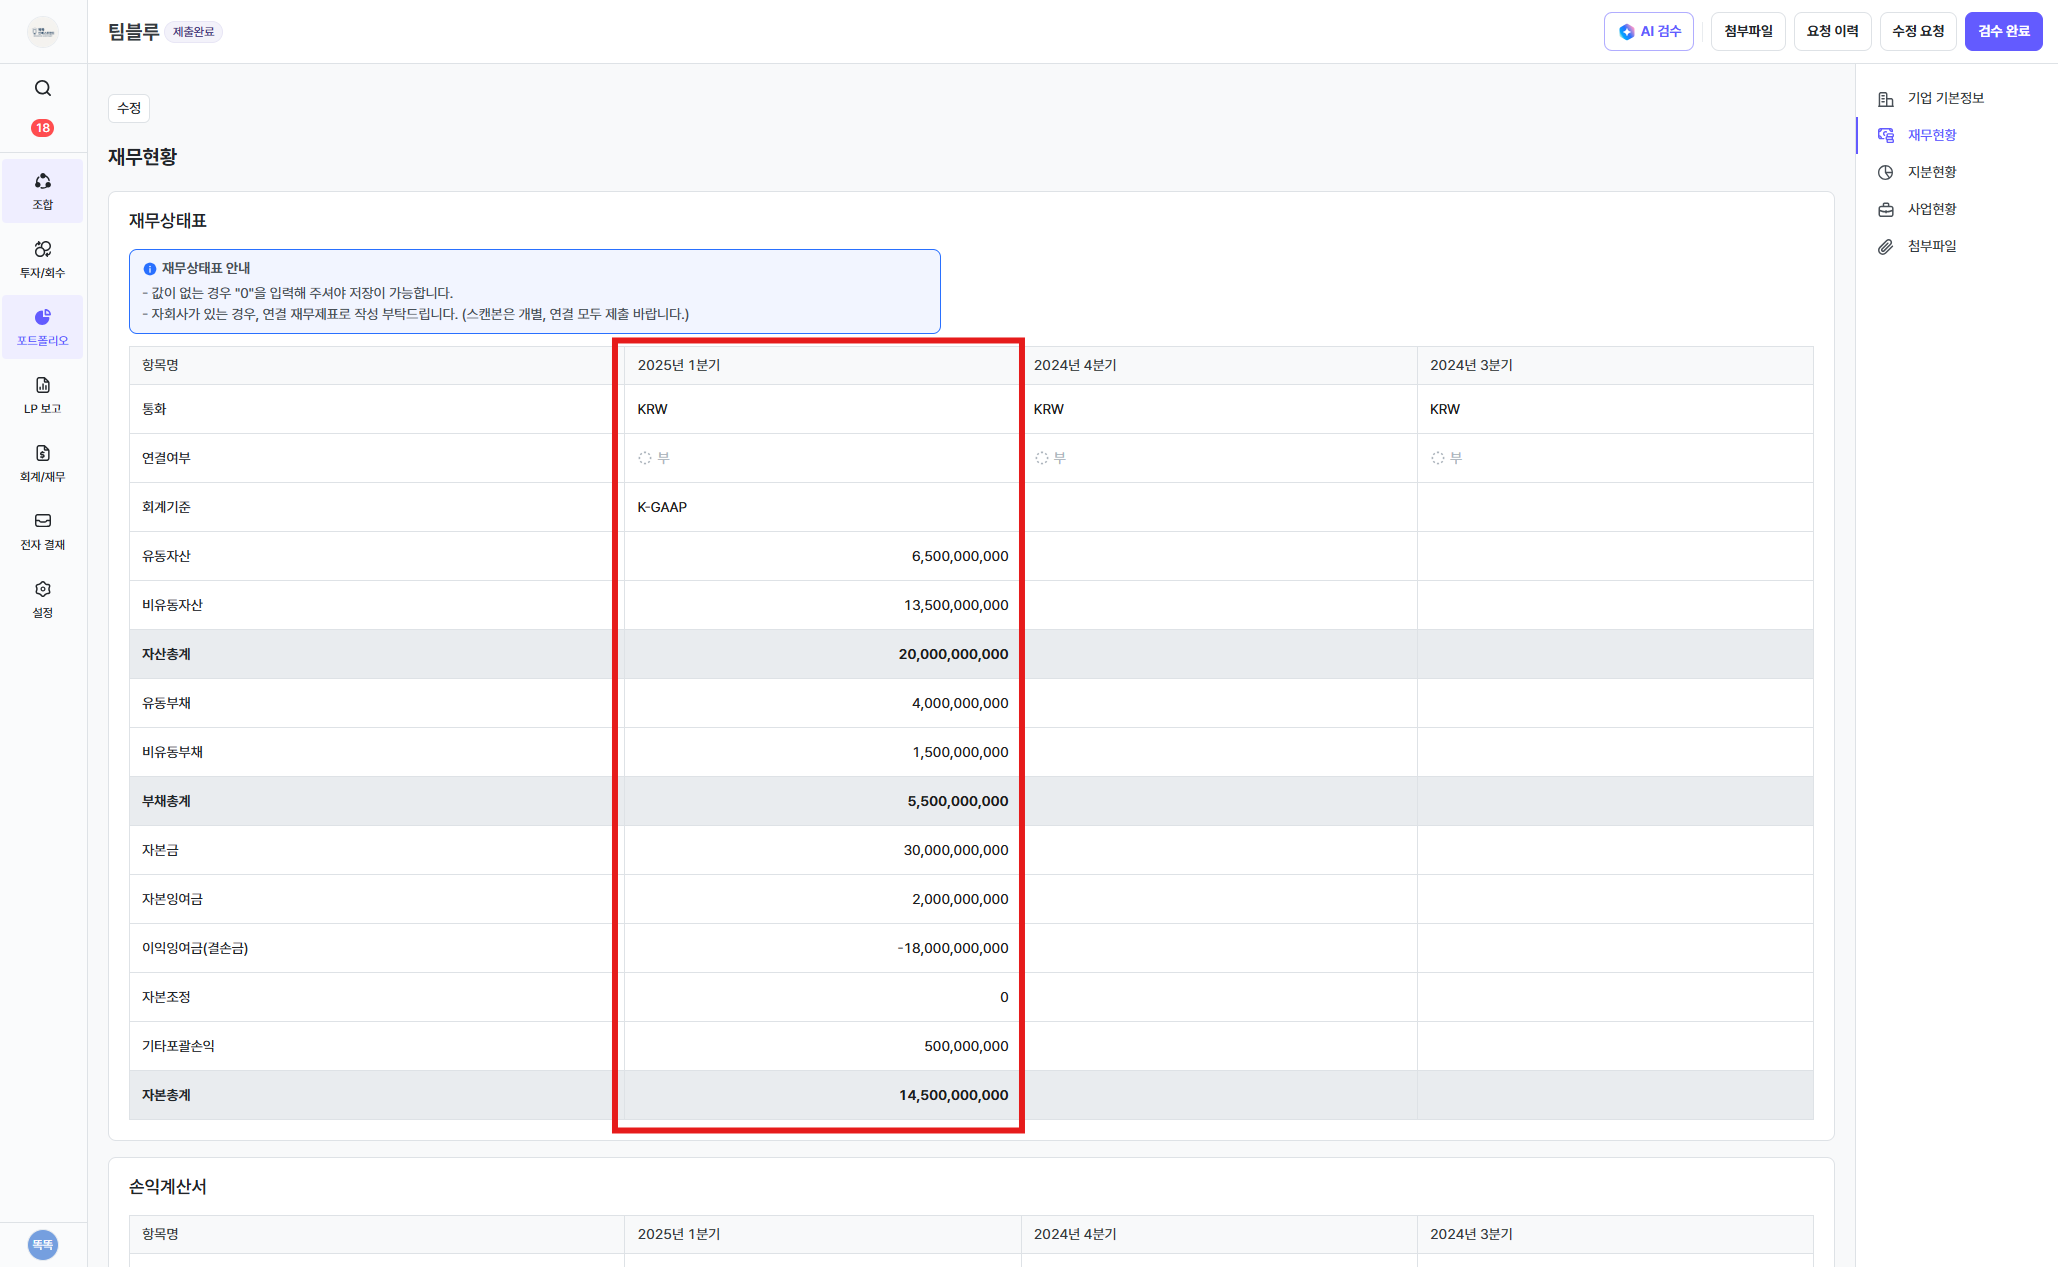 팀블루 제출완료
AI 검수 첨부파일 요청 이력 수정 요청 검수 완료
18
조합
투자/회수
포트폴리오
LP 보고
회계/재무
전자 결재
설정
똑똑
수정
재무현황
재무상태표
재무상태표 안내
- 값이 없는 경우 "0"을 입력해 주셔야 저장이 가능합니다.
- 자회사가 있는 경우, 연결 재무제표로 작성 부탁드립니다. (스캔본은 개별, 연결 모두 제출 바랍니다.)
항목명 2025년 1분기 2024년 4분기 2024년 3분기
통화 KRW KRW KRW
연결여부 부 부 부
회계기준 K-GAAP
유동자산 6,500,000,000
비유동자산 13,500,000,000
자산총계 20,000,000,000
유동부채 4,000,000,000
비유동부채 1,500,000,000
부채총계 5,500,000,000
자본금 30,000,000,000
자본잉여금 2,000,000,000
이익잉여금(결손금) -18,000,000,000
자본조정 0
기타포괄손익 500,000,000
자본총계 14,500,000,000
손익계산서
항목명 2025년 1분기 2024년 4분기 2024년 3분기
기업 기본정보
재무현황
지분현황
사업현황
첨부파일